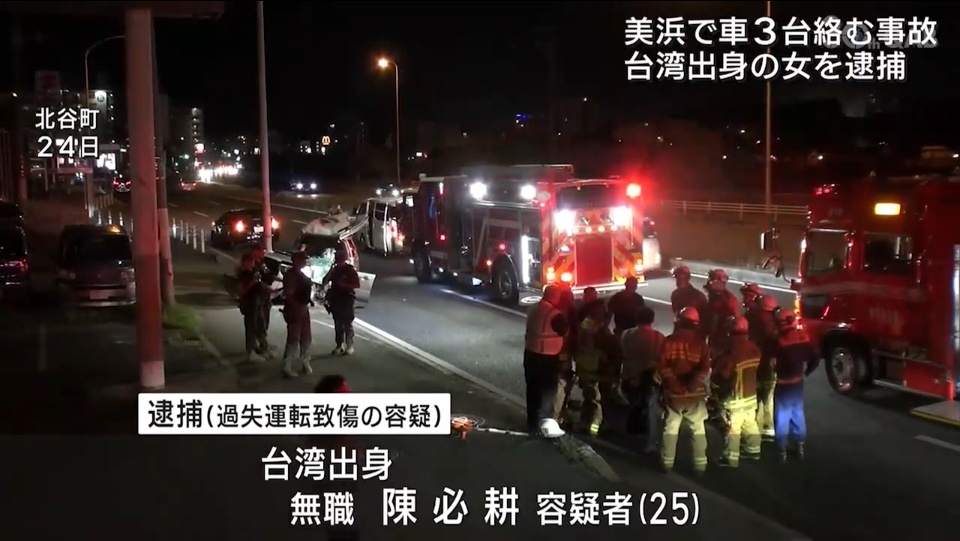 美浜で車３台絡む事故
台湾出身の女を逮捕
北谷町
２４日
逮捕(過失運転致傷の容疑)
台湾出身
無職 陳必耕 容疑者(25)